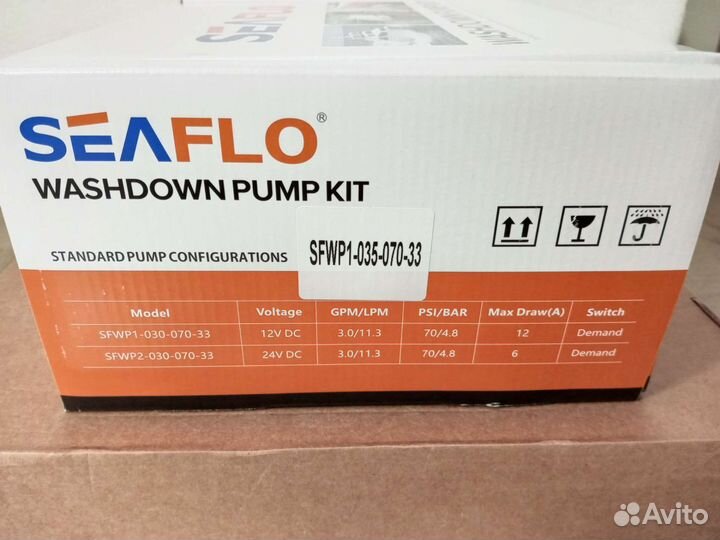 SEAFLO
SEAFLO®
WASHDOWN PUMP KIT
STANDARD PUMP CONFIGURATIONS
SFWP1-035-070-33
Model Voltage GPM/LPM PSI/BAR Max Draw(A) Switch
SFWP1-030-070-33 12V DC 3.0/11.3 70/4.8 12 Demand
SFWP2-030-070-33 24V DC 3.0/11.3 70/4.8 6 Demand
Avito